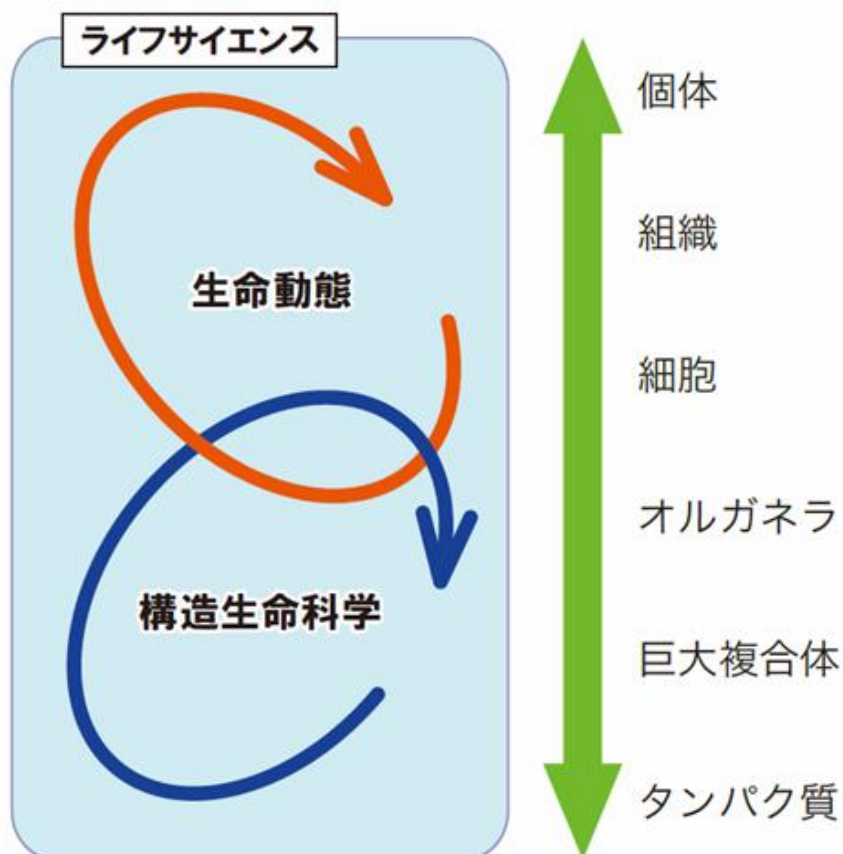 ライフサイエンス
生命動態
構造生命科学
個体
組織
細胞
オルガネラ
巨大複合体
タンパク質